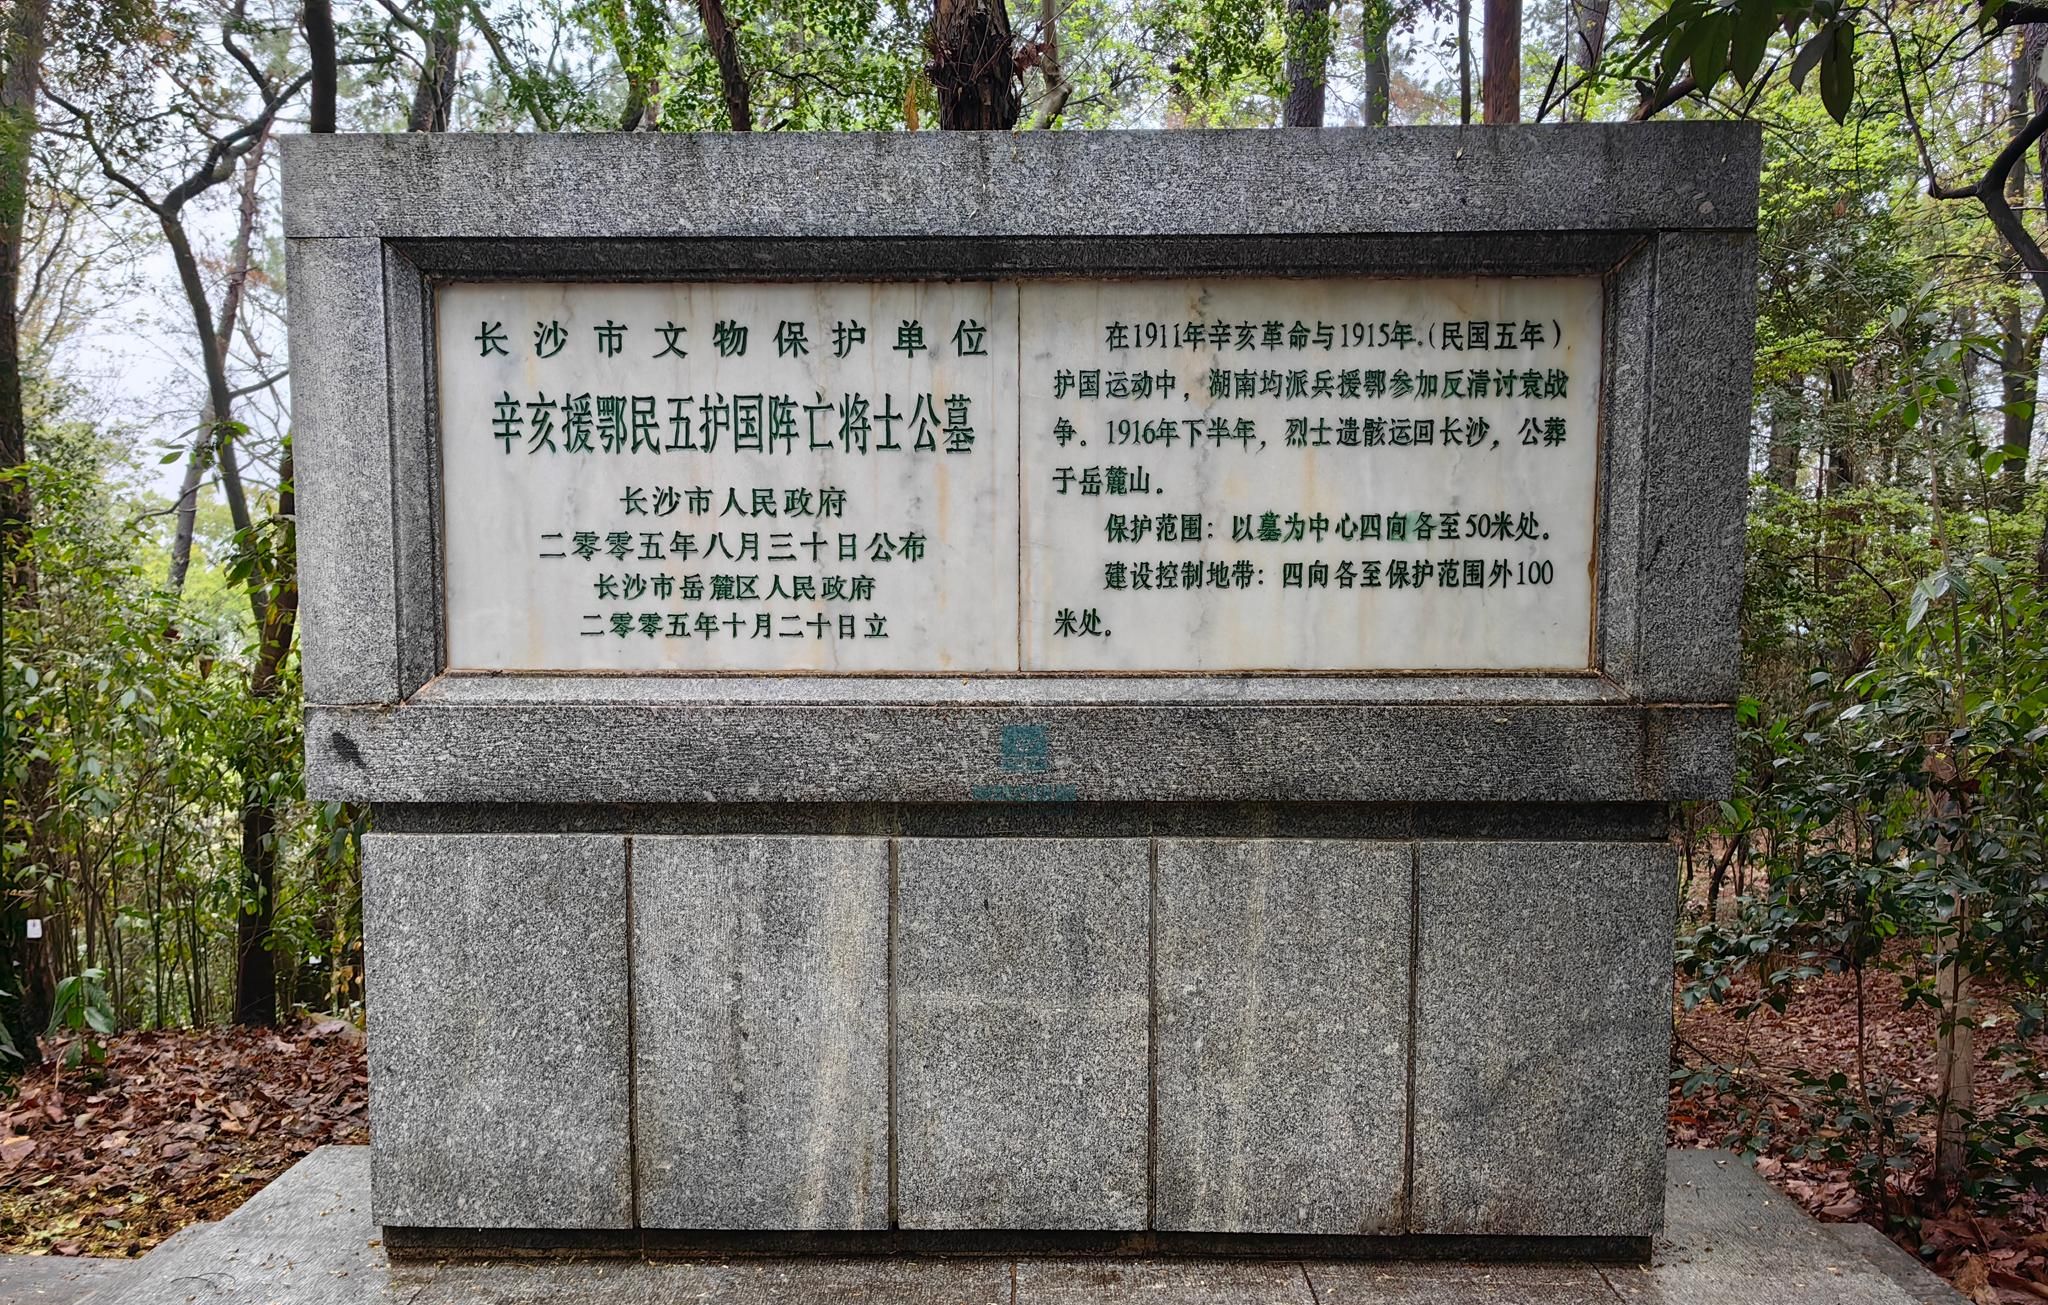 长沙市文物保护单位
辛亥援鄂民五护国阵亡将士公墓
长沙市人民政府
二零零五年八月三十日公布
长沙市岳麓区人民政府
二零零五年十月二十日立
在1911年辛亥革命与1915年.(民国五年)
护国运动中，湖南均派兵援鄂参加反清讨袁战
争。1916年下半年，烈士遗骸运回长沙，公葬
于岳麓山。
保护范围：以墓为中心四向各至50米处。
建设控制地带：四向各至保护范围外100
米处。